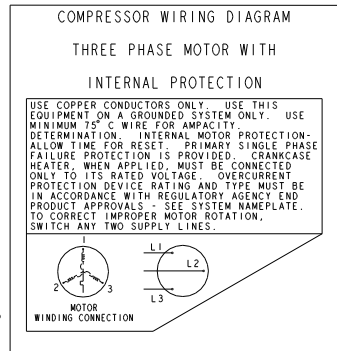 COMPRESSOR WIRING DIAGRAM
THREE PHASE MOTOR WITH
INTERNAL PROTECTION
USE COPPER CONDUCTORS ONLY. USE THIS
EQUIPMENT ON A GROUNDED SYSTEM ONLY. USE
MINIMUM 75° C WIRE FOR AMPACITY
DETERMINATION. INTERNAL MOTOR PROTECTION-
ALLOW TIME FOR RESET. PRIMARY SINGLE PHASE
FAILURE PROTECTION IS PROVIDED. CRANKCASE
HEATER, WHEN APPLIED, MUST BE CONNECTED
ONLY TO ITS RATED VOLTAGE. OVERCURRENT
PROTECTION DEVICE RATING AND TYPE MUST BE
IN ACCORDANCE WITH REGULATORY AGENCY END
PRODUCT APPROVALS - SEE SYSTEM NAMEPLATE.
TO CORRECT IMPROPER MOTOR ROTATION,
SWITCH ANY TWO SUPPLY LINES.
1
L1
L2
2 3
L3
MOTOR
WINDING CONNECTION